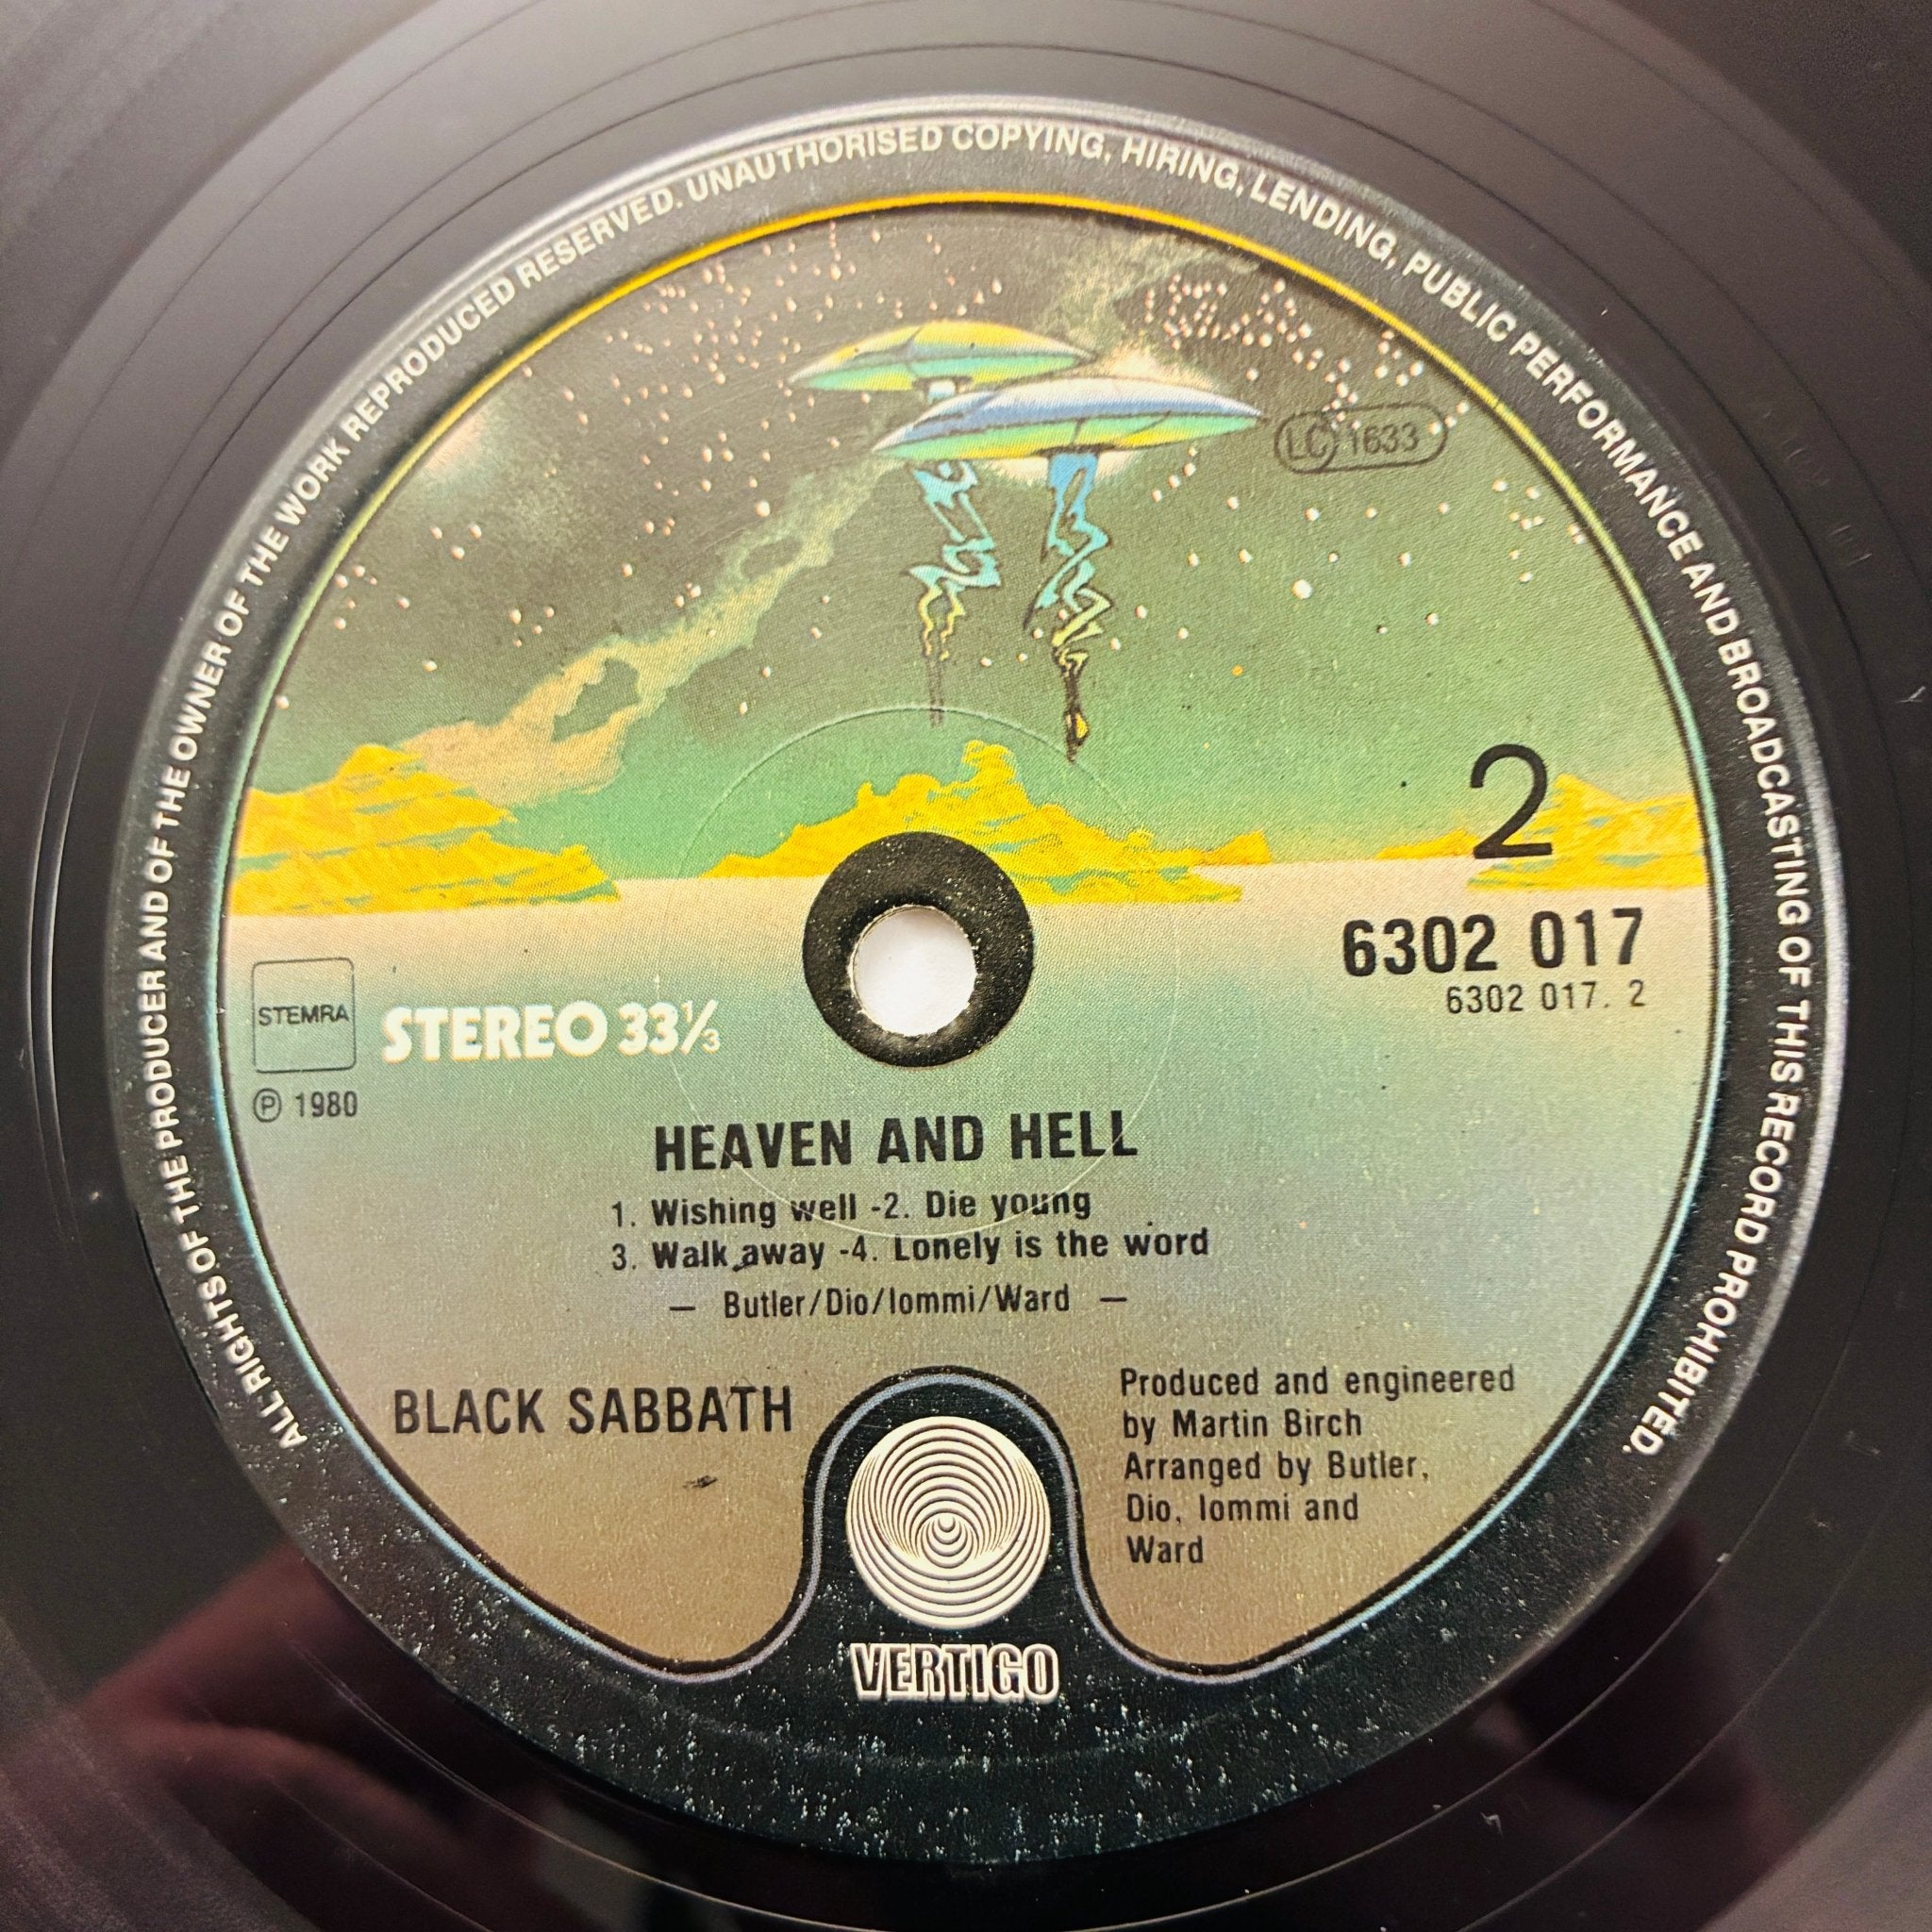 ALL RIGHTS OF THE PRODUCER AND OF THE OWNER OF THE WORK REPRODUCED RESERVED. UNAUTHORISED COPYING, HIRING, LENDING, PUBLIC PERFORMANCE AND BROADCASTING OF THIS RECORD PROHIBITED.
LC 1633
2
6302 017
6302 017. 2
STEMRA
STEREO 33⅓
Ⓟ 1980
HEAVEN AND HELL
1. Wishing well -2. Die young
3. Walk away -4. Lonely is the word
— Butler/Dio/Iommi/Ward —
BLACK SABBATH
Produced and engineered
by Martin Birch
Arranged by Butler,
Dio, Iommi and
Ward
VERTIGO